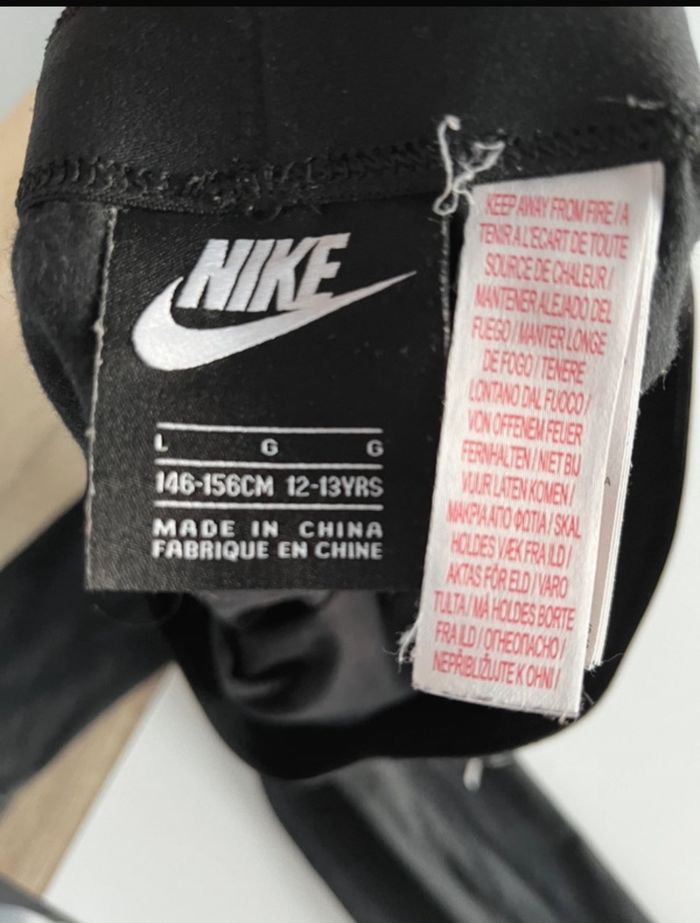 NIKE
L G G
146-156CM 12-13YRS
MADE IN CHINA
FABRIQUE EN CHINE
KEEP AWAY FROM FIRE / A
TENIR A L'ECART DE TOUTE
SOURCE DE CHALEUR /
MANTENER ALEJADO DEL
FUEGO / MANTER LONGE
DE FOGO / TENERE
LONTANO DAL FUOCO /
VON OFFENEM FEUER
FERNHALTEN / NIET BIJ
VUUR LATEN KOMEN /
ΜΑΚΡΙΑ ΑΠΟ ΦΩΤΙΑ / SKAL
HOLDES VÆK FRA ILD /
AKTAS FÖR ELD / VARO
TULTA / MÅ HOLDES BORTE
FRA ILD / ОГНЕОПАСНО /
NEPŘIBLIŽUJTE K OHNI /